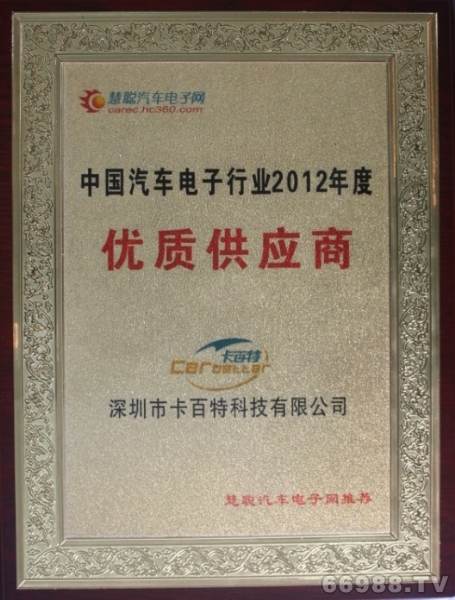 慧聪汽车电子网
carec.hc360.com
中国汽车电子行业2012年度
优质供应商
卡百特
深圳市卡百特科技有限公司
慧聪汽车电子网推荐
66988.TV